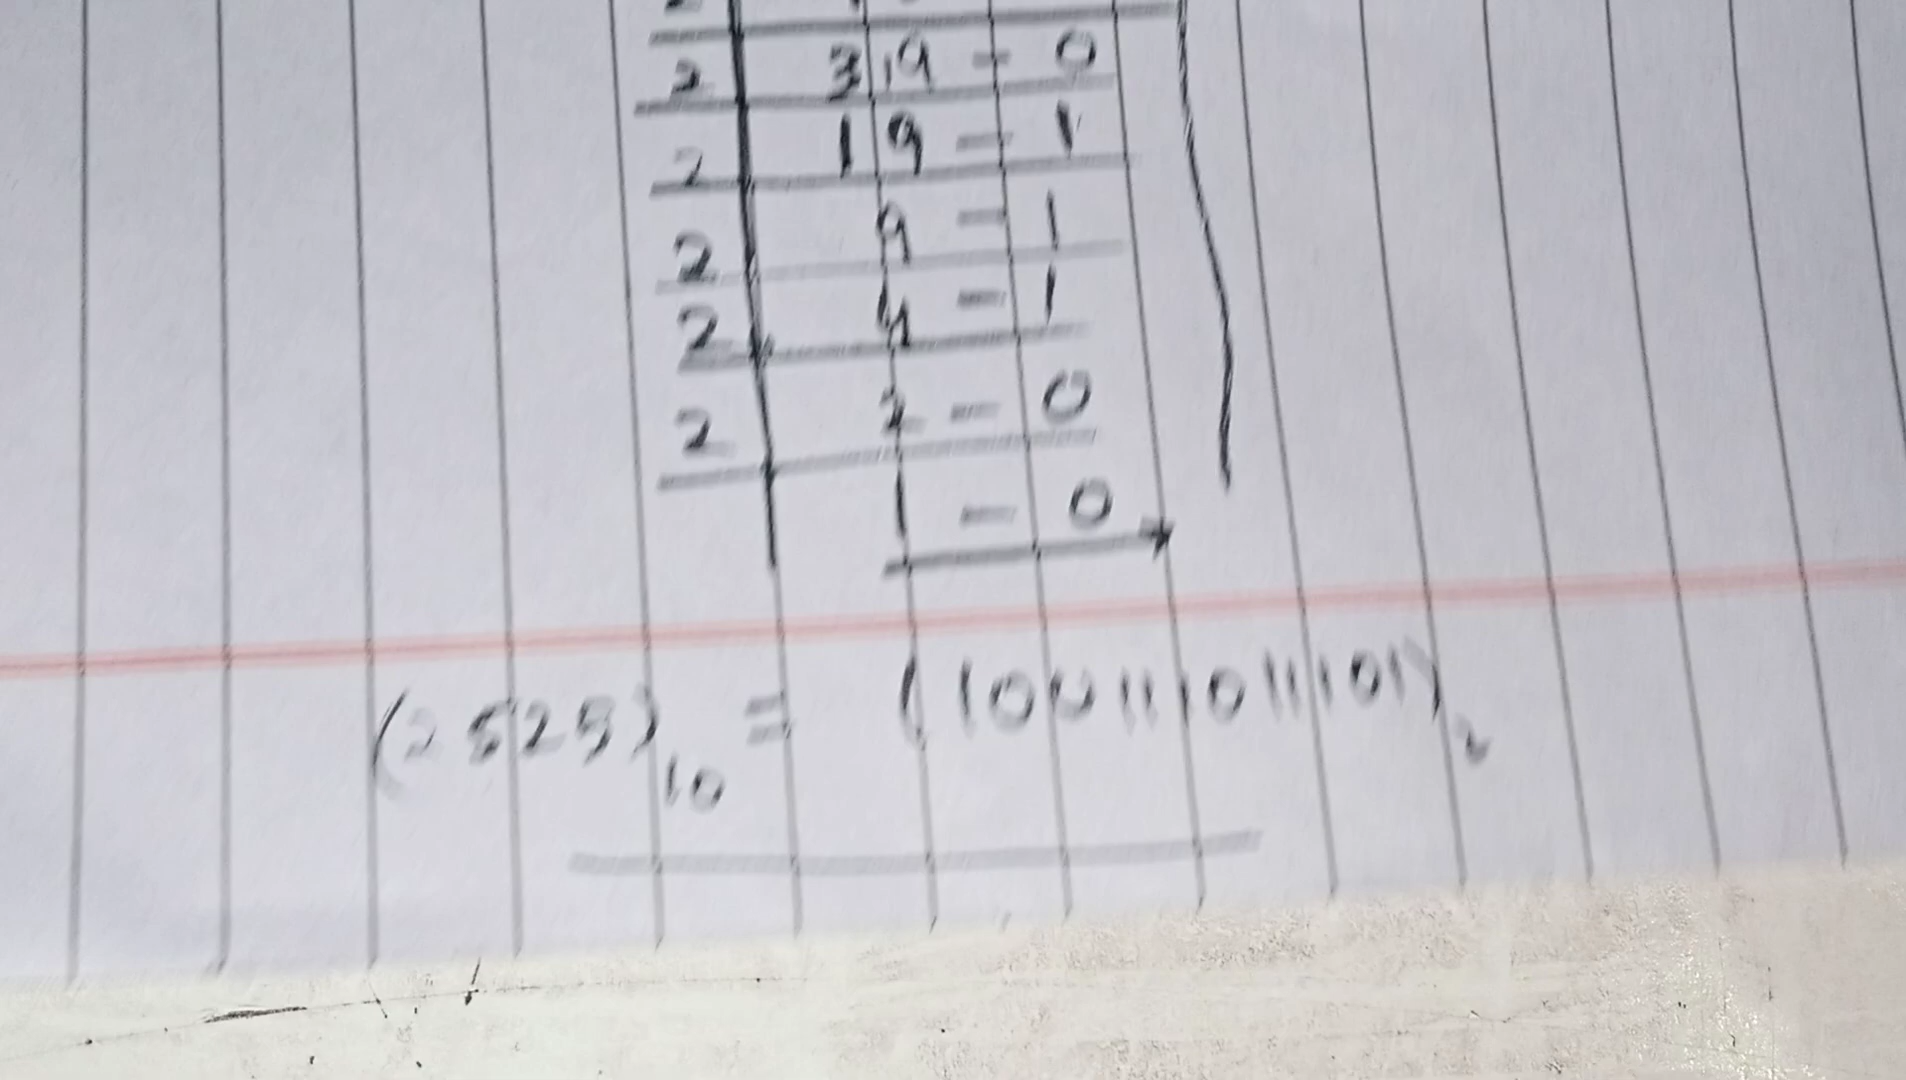 2 | 39 - 0
2 | 19 - 1
2 | 9 - 1
2 | 4 - 1
2 | 2 - 0
1 - 0
(2525)10 = (100111011101)2